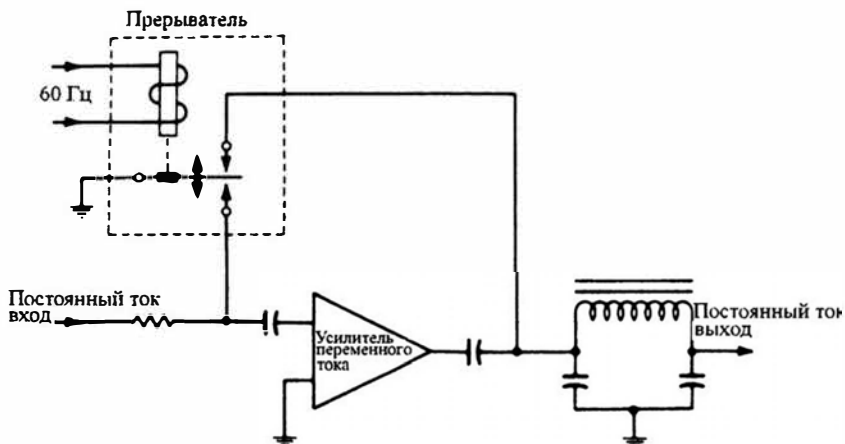 Прерыватель
60 Гц
Постоянный ток
вход
Усилитель
переменного
тока
Постоянный ток
выход